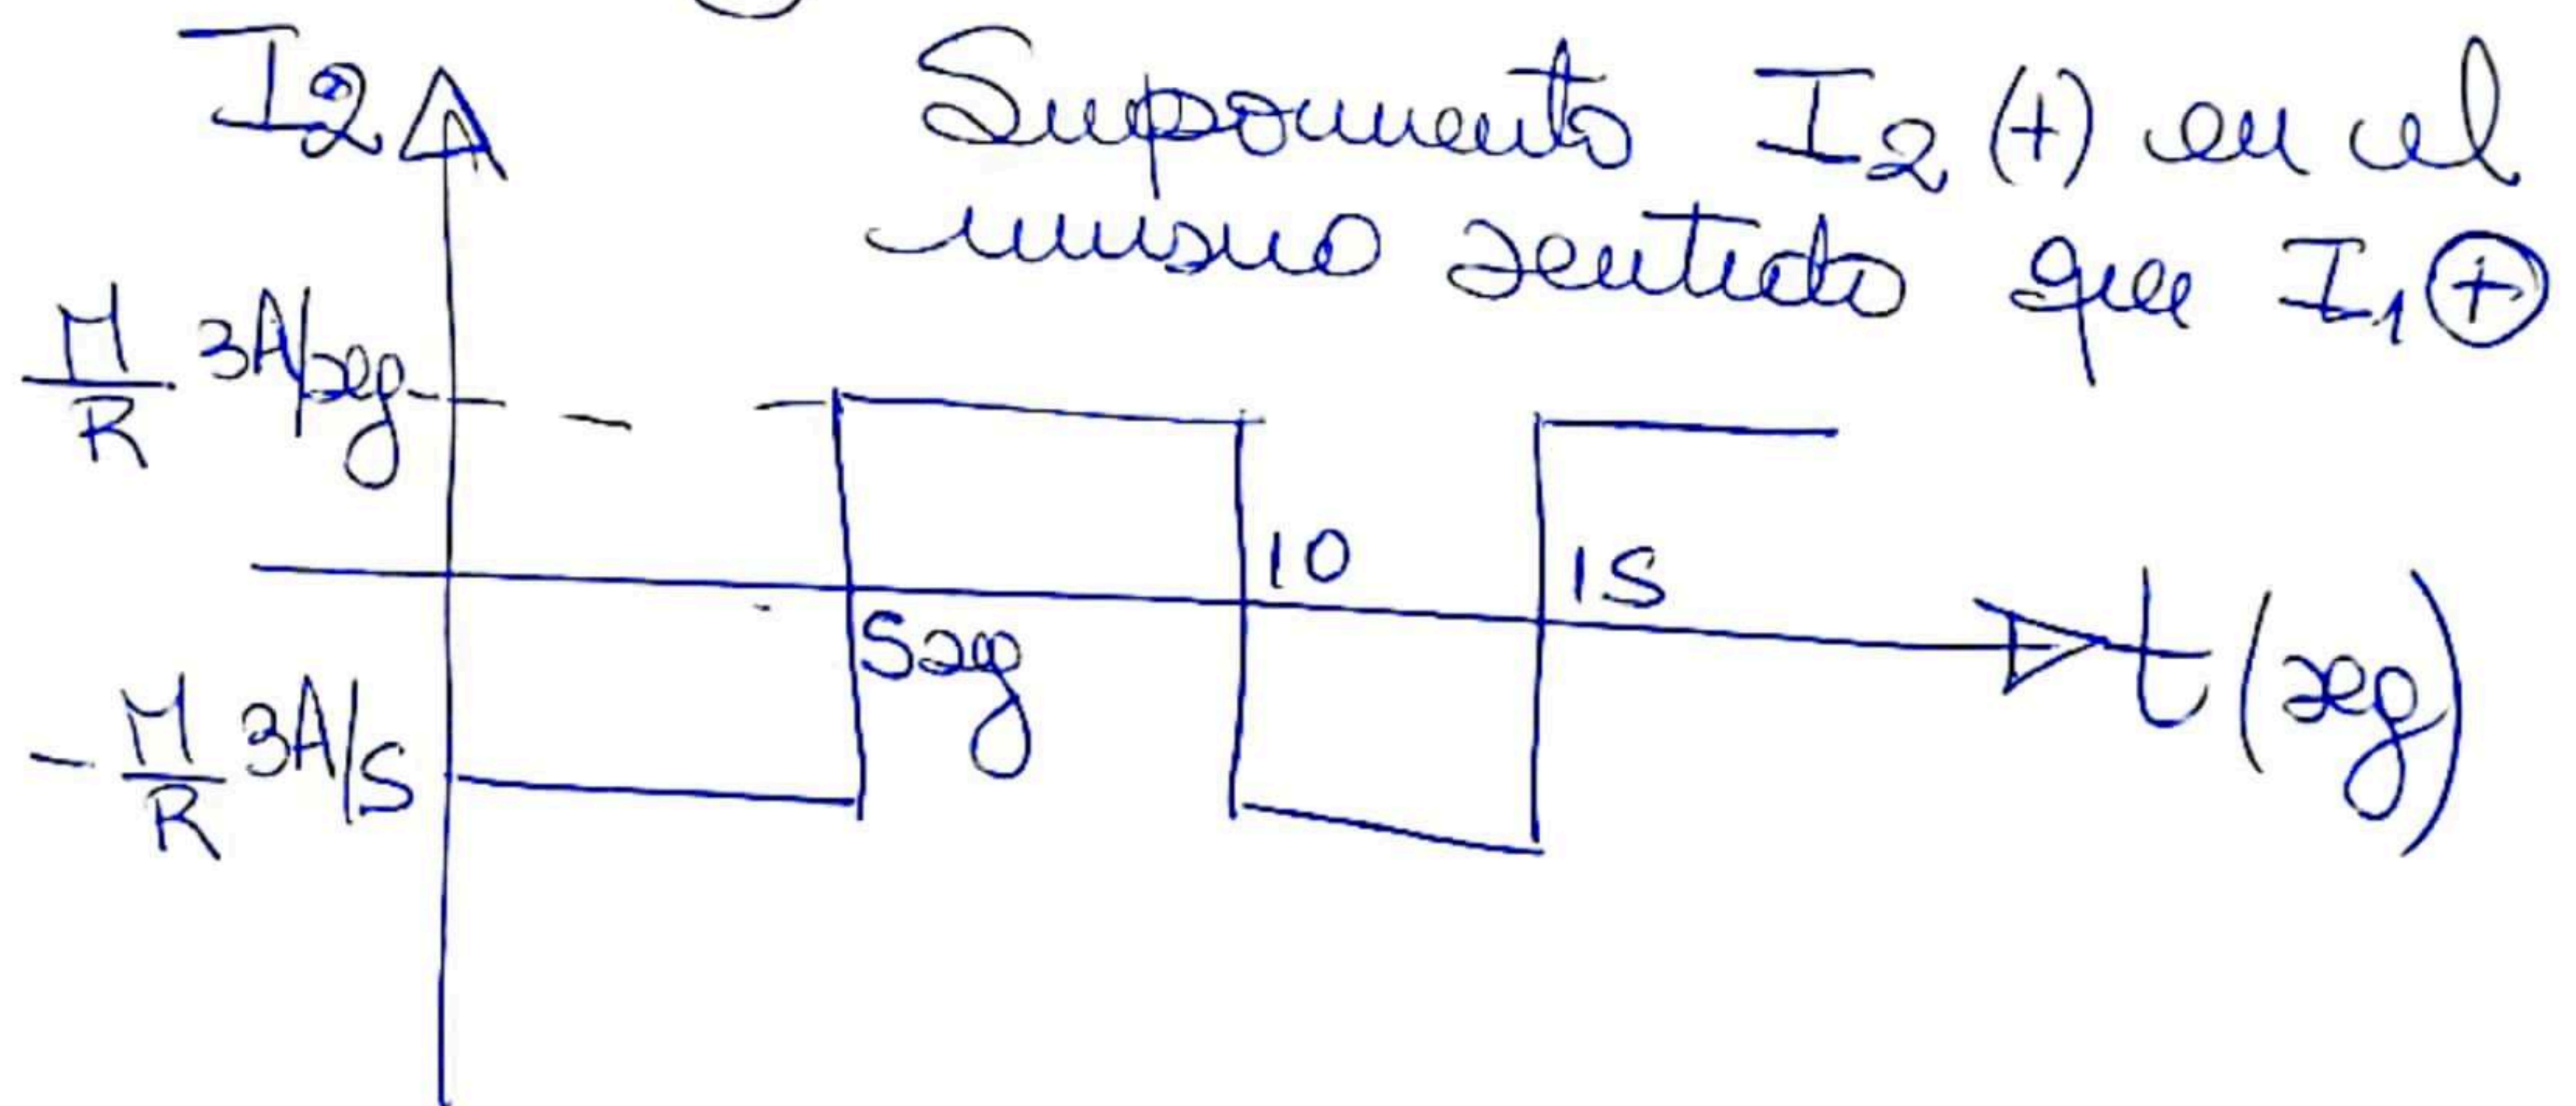 I2
Suponiendo I2 (+) en el
mismo sentido que I1 (+)
M/R 3A/seg
10
15
5seg
t (seg)
- M/R 3A/s